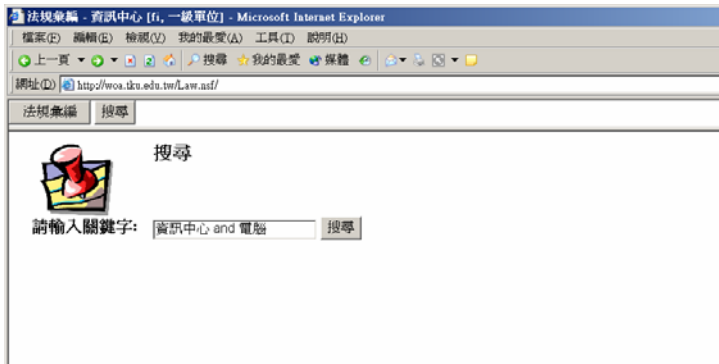 法規彙編 - 資訊中心 [fi, 一級單位] - Microsoft Internet Explorer
檔案(F) 編輯(E) 檢視(V) 我的最愛(A) 工具(T) 說明(H)
上一頁 搜尋 我的最愛 媒體
網址(D) http://woa.tku.edu.tw/Law.nsf/
法規彙編 搜尋
搜尋
請輸入關鍵字: 資訊中心 and 電腦 搜尋